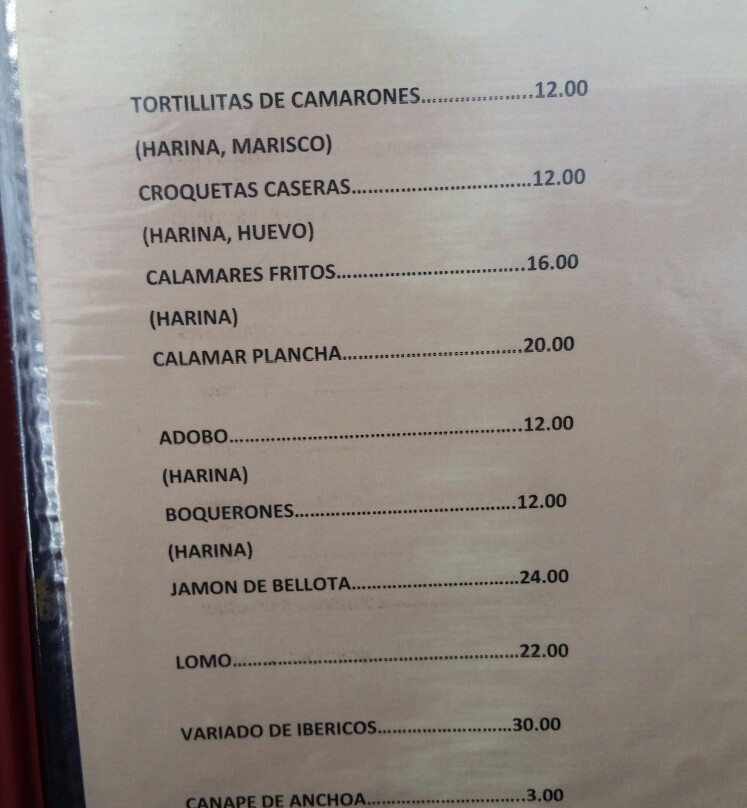 TORTILLITAS DE CAMARONES....................12.00
(HARINA, MARISCO)
CROQUETAS CASERAS................................12.00
(HARINA, HUEVO)
CALAMARES FRITOS..................................16.00
(HARINA)
CALAMAR PLANCHA................................20.00
ADOBO.....................................................12.00
(HARINA)
BOQUERONES.........................................12.00
(HARINA)
JAMON DE BELLOTA...............................24.00
LOMO.....................................................22.00
VARIADO DE IBERICOS.........................30.00
CANAPE DE ANCHOA.............................3.00